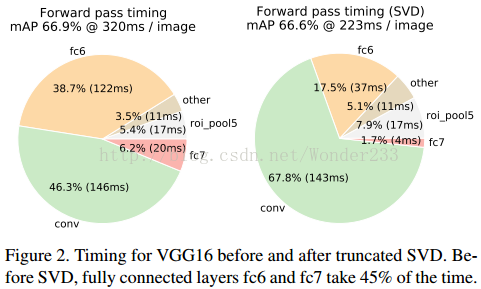 Forward pass timing
mAP 66.9% @ 320ms / image
fc6
38.7% (122ms)
other
3.5% (11ms)
roi_pool5
5.4% (17ms)
6.2% (20ms)
fc7
46.3% (146ms)
conv
Forward pass timing (SVD)
mAP 66.6% @ 223ms / image
fc6
17.5% (37ms)
other
5.1% (11ms)
roi_pool5
7.9% (17ms)
1.7% (4ms)
fc7
67.8% (143ms)
conv
http://blog.csdn.net/Wonder233
Figure 2. Timing for VGG16 before and after truncated SVD. Be-
fore SVD, fully connected layers fc6 and fc7 take 45% of the time.